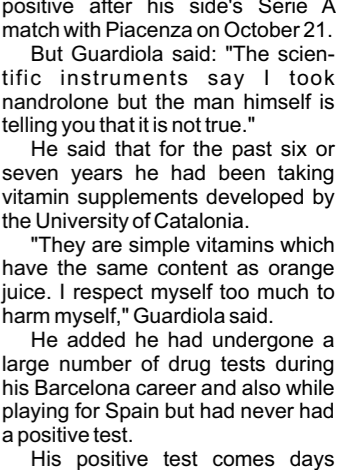 positive after his side's Serie A
match with Piacenza on October 21.
But Guardiola said: "The scien-
tific instruments say I took
nandrolone but the man himself is
telling you that it is not true."
He said that for the past six or
seven years he had been taking
vitamin supplements developed by
the University of Catalonia.
"They are simple vitamins which
have the same content as orange
juice. I respect myself too much to
harm myself," Guardiola said.
He added he had undergone a
large number of drug tests during
his Barcelona career and also while
playing for Spain but had never had
a positive test.
His positive test comes days